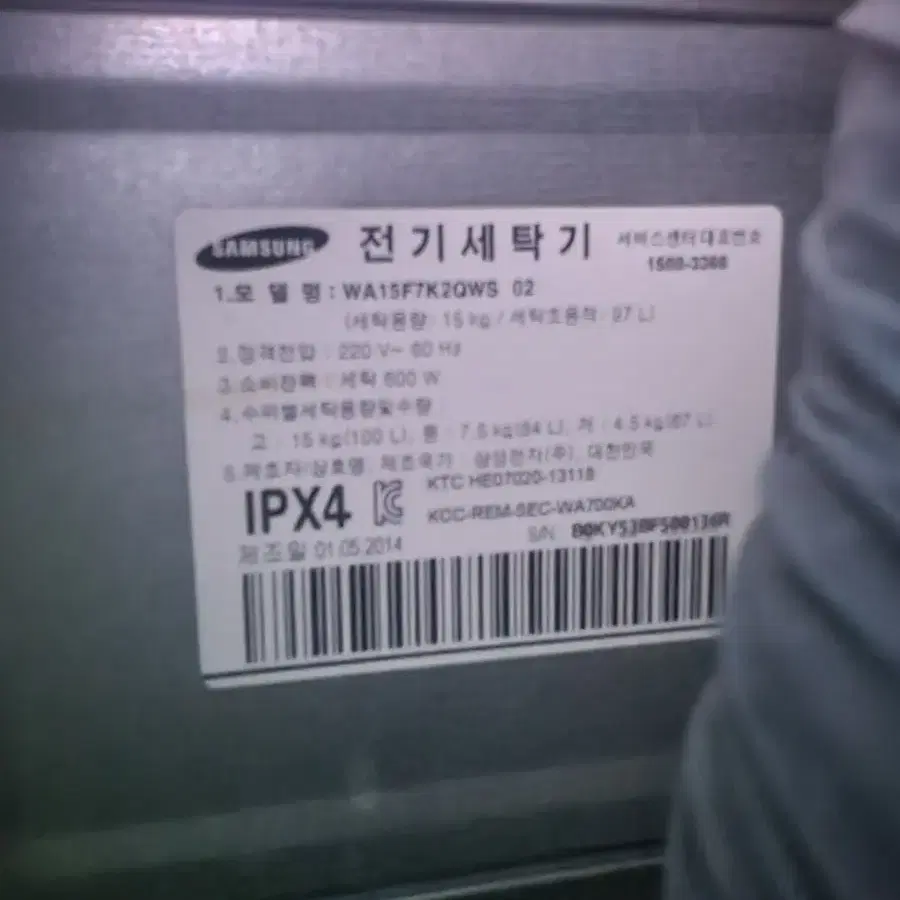 SAMSUNG 전기세탁기 서비스센터대표번호
1588-3366
1.모 델 명 : WA15F7K2QWS 02
(세탁용량 : 15 kg / 세탁조용적 : 97 L)
2.정격전압 : 220 V~ 60 Hz
3.소비전력 : 세탁 600 W
4.수위별세탁용량및수량 :
고 : 15 kg(100 L), 중 : 7.5 kg(84 L), 저 : 4.5 kg(67 L)
5.제조자/상호명, 제조국가 : 삼성전자(주), 대한민국
KTC HE07020-13118
IPX4
KCC-REM-SEC-WA700KA
제조일 01.05.2014
S/N